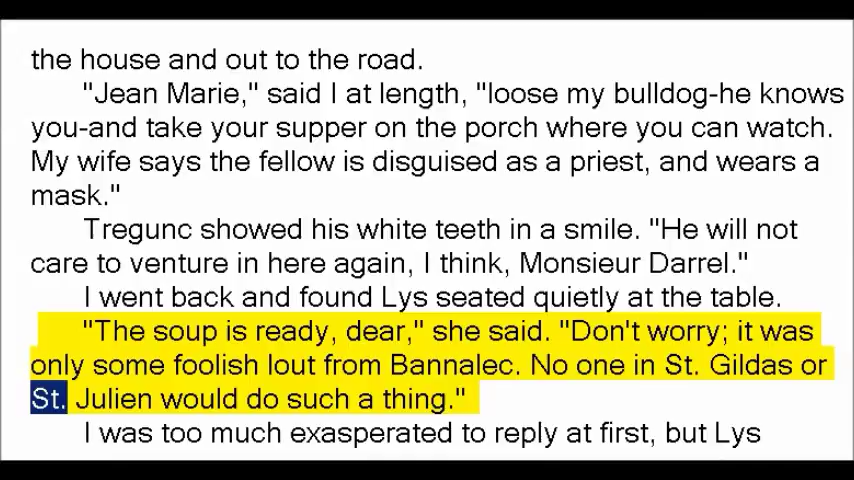 the house and out to the road.
"Jean Marie," said I at length, "loose my bulldog-he knows
you-and take your supper on the porch where you can watch.
My wife says the fellow is disguised as a priest, and wears a
mask."
Tregunc showed his white teeth in a smile. "He will not
care to venture in here again, I think, Monsieur Darrel."
I went back and found Lys seated quietly at the table.
"The soup is ready, dear," she said. "Don't worry; it was
only some foolish lout from Bannalec. No one in St. Gildas or
St. Julien would do such a thing."
I was too much exasperated to reply at first, but Lys